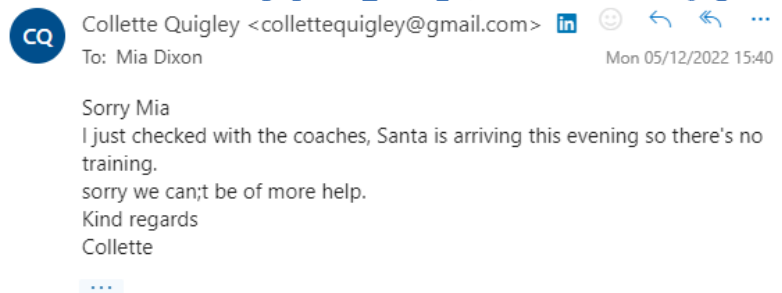 CQ
Collette Quigley <collettequigley@gmail.com> in
To: Mia Dixon
Mon 05/12/2022 15:40
Sorry Mia
I just checked with the coaches, Santa is arriving this evening so there's no
training.
sorry we can;t be of more help.
Kind regards
Collette
...